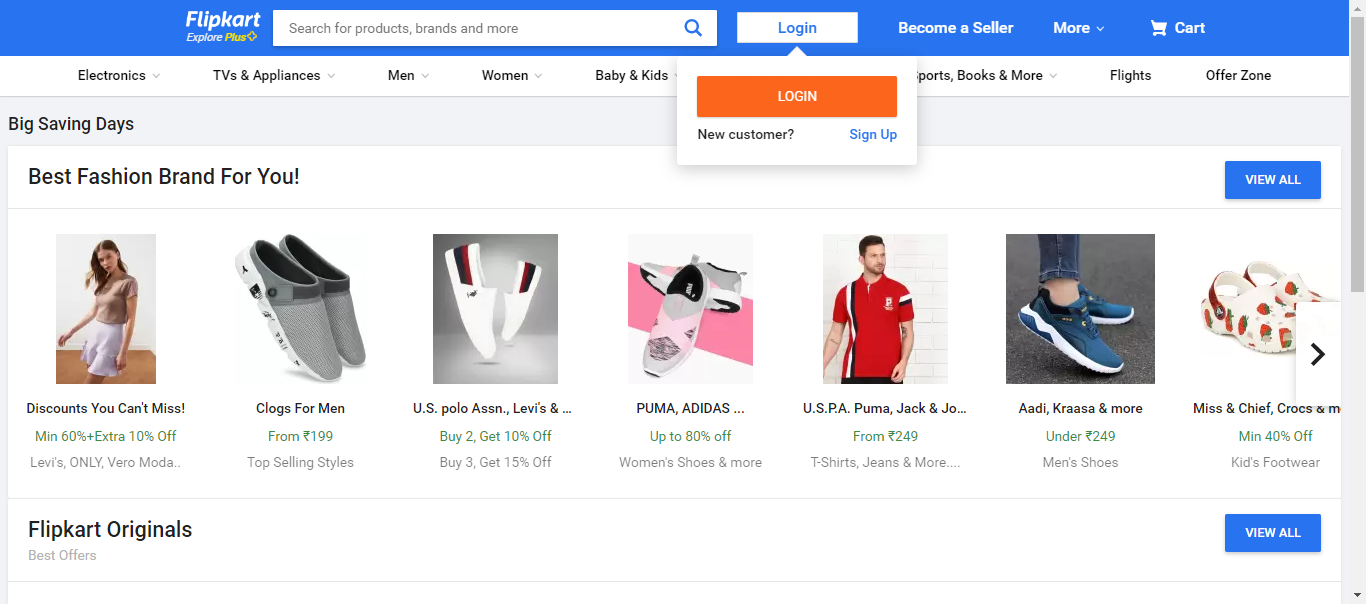 Flipkart
Explore Plus
Search for products, brands and more
Login
Become a Seller
More
Cart
Electronics
TVs & Appliances
Men
Women
Baby & Kids
ports, Books & More
Flights
Offer Zone
LOGIN
New customer? Sign Up
Big Saving Days
Best Fashion Brand For You!
VIEW ALL
Discounts You Can't Miss!
Min 60%+Extra 10% Off
Levi's, ONLY, Vero Moda..
Clogs For Men
From ₹199
Top Selling Styles
U.S. polo Assn., Levi's & ...
Buy 2, Get 10% Off
Buy 3, Get 15% Off
PUMA, ADIDAS ...
Up to 80% off
Women's Shoes & more
U.S.P.A. Puma, Jack & Jo...
From ₹249
T-Shirts, Jeans & More....
Aadi, Kraasa & more
Under ₹249
Men's Shoes
Miss & Chief, Crocs & m
Min 40% Off
Kid's Footwear
Flipkart Originals
Best Offers
VIEW ALL